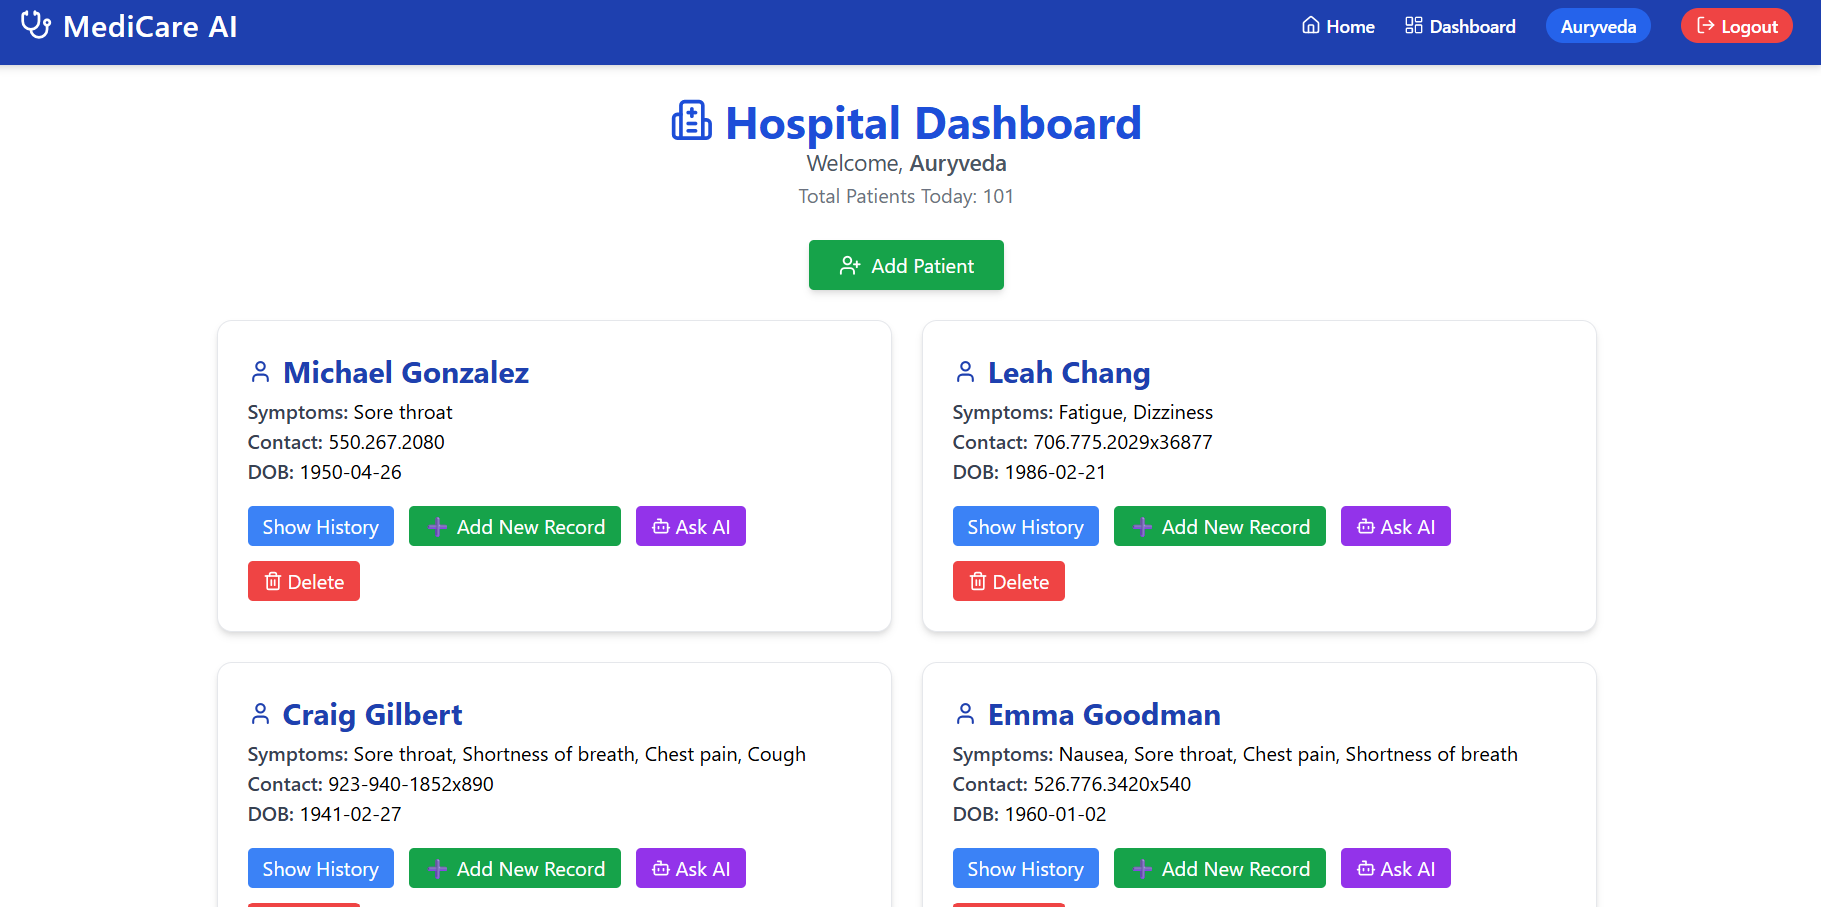 MediCare AI
Home Dashboard Auryveda Logout
Hospital Dashboard
Welcome, Auryveda
Total Patients Today: 101
Add Patient
Michael Gonzalez
Symptoms: Sore throat
Contact: 550.267.2080
DOB: 1950-04-26
Show History Add New Record Ask AI
Delete
Leah Chang
Symptoms: Fatigue, Dizziness
Contact: 706.775.2029x36877
DOB: 1986-02-21
Show History Add New Record Ask AI
Delete
Craig Gilbert
Symptoms: Sore throat, Shortness of breath, Chest pain, Cough
Contact: 923-940-1852x890
DOB: 1941-02-27
Show History Add New Record Ask AI
Emma Goodman
Symptoms: Nausea, Sore throat, Chest pain, Shortness of breath
Contact: 526.776.3420x540
DOB: 1960-01-02
Show History Add New Record Ask AI